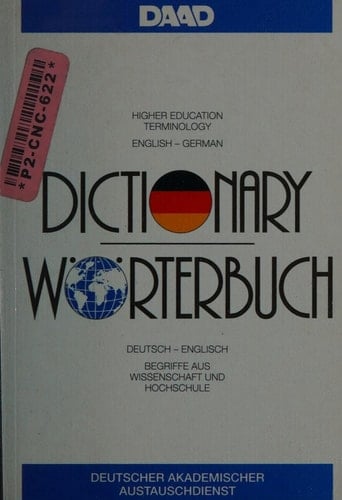 DAAD
*P2-CNC-622*
HIGHER EDUCATION
TERMINOLOGY
ENGLISH – GERMAN
DICTIONARY
WÖRTERBUCH
DEUTSCH – ENGLISCH
BEGRIFFE AUS
WISSENSCHAFT UND
HOCHSCHULE
DEUTSCHER AKADEMISCHER
AUSTAUSCHDIENST